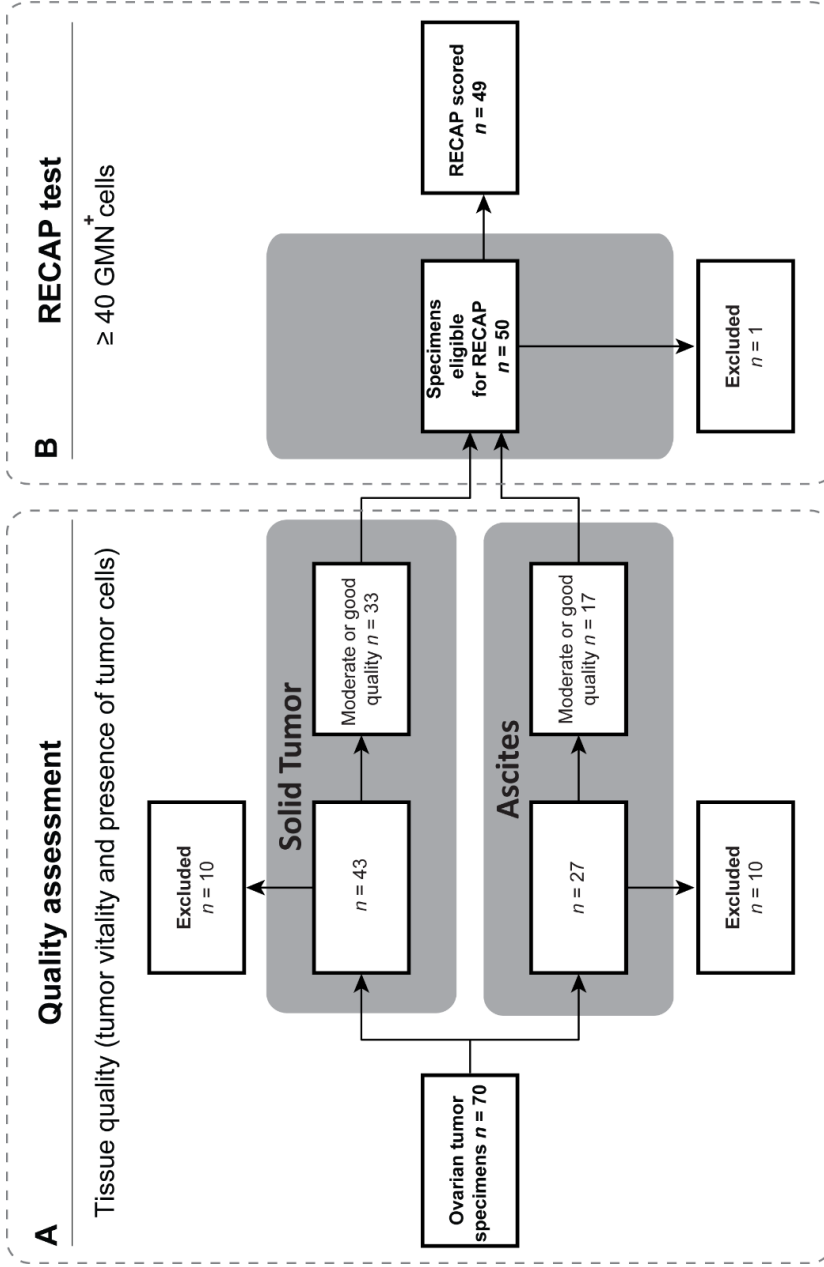 A
Quality assessment
Tissue quality (tumor vitality and presence of tumor cells)
Ovarian tumor
specimens n = 70
Excluded
n = 10
Solid Tumor
n = 43
Moderate or good
quality n = 33
Ascites
n = 27
Moderate or good
quality n = 17
Excluded
n = 10
B
RECAP test
≥ 40 GMN⁺cells
Specimens
eligible
for RECAP
n = 50
RECAP scored
n = 49
Excluded
n = 1